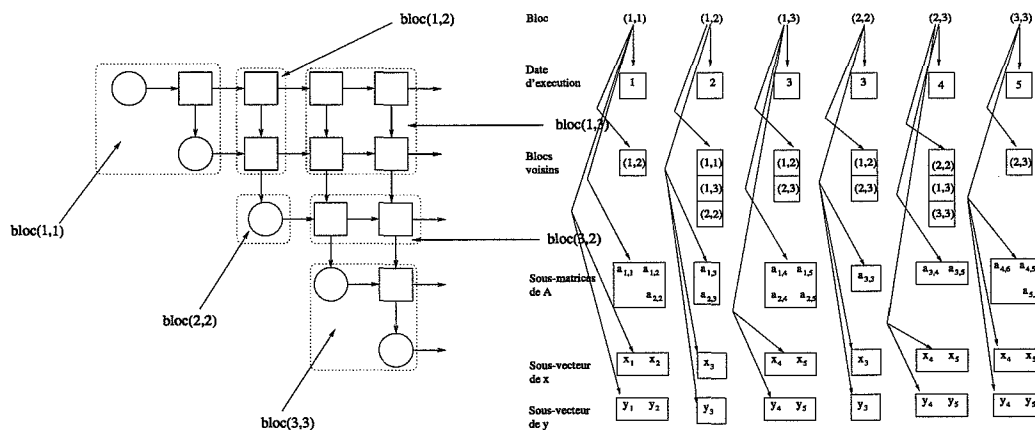 bloc(1,2)
bloc(1,3)
bloc(1,1)
bloc(3,2)
bloc(2,2)
bloc(3,3)
Bloc (1,1) (1,2) (1,3) (2,2) (2,3) (3,3)
Date
d'execution
1 2 3 3 4 5
Blocs
voisins
(1,2) (1,1) (1,2) (1,2) (2,2) (2,3)
(1,3) (2,3) (2,3) (1,3)
(2,2) (3,3)
Sous-matrices
de A
a1,1 a1,2 a1,3 a1,4 a1,5 a3,3 a3,4 a3,5 a4,6 a4,5
a2,2 a2,3 a2,4 a2,5 a5,
Sous-vecteur
de x
x1 x2 x3 x4 x5 x3 x4 x5 x4 x5
Sous-vecteur
de y
y1 y2 y3 y4 y5 y3 y4 y5 y4 y5